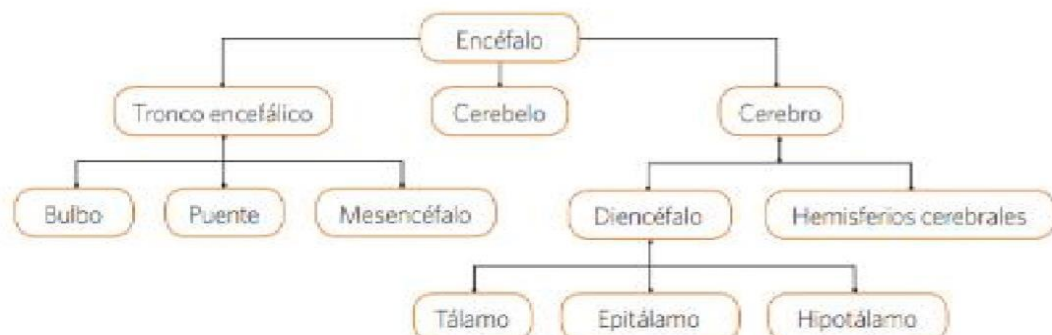 Encéfalo
Tronco encefálico
Cerebelo
Cerebro
Bulbo
Puente
Mesencéfalo
Diencéfalo
Hemisferios cerebrales
Tálamo
Epitálamo
Hipotálamo